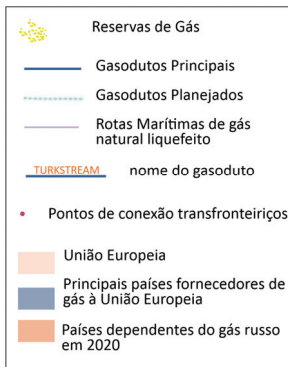 Reservas de Gás
Gasodutos Principais
Gasodutos Planejados
Rotas Marítimas de gás
natural liquefeito
TURKSTREAM nome do gasoduto
Pontos de conexão transfronteiriços
União Europeia
Principais países fornecedores de
gás à União Europeia
Países dependentes do gás russo
em 2020